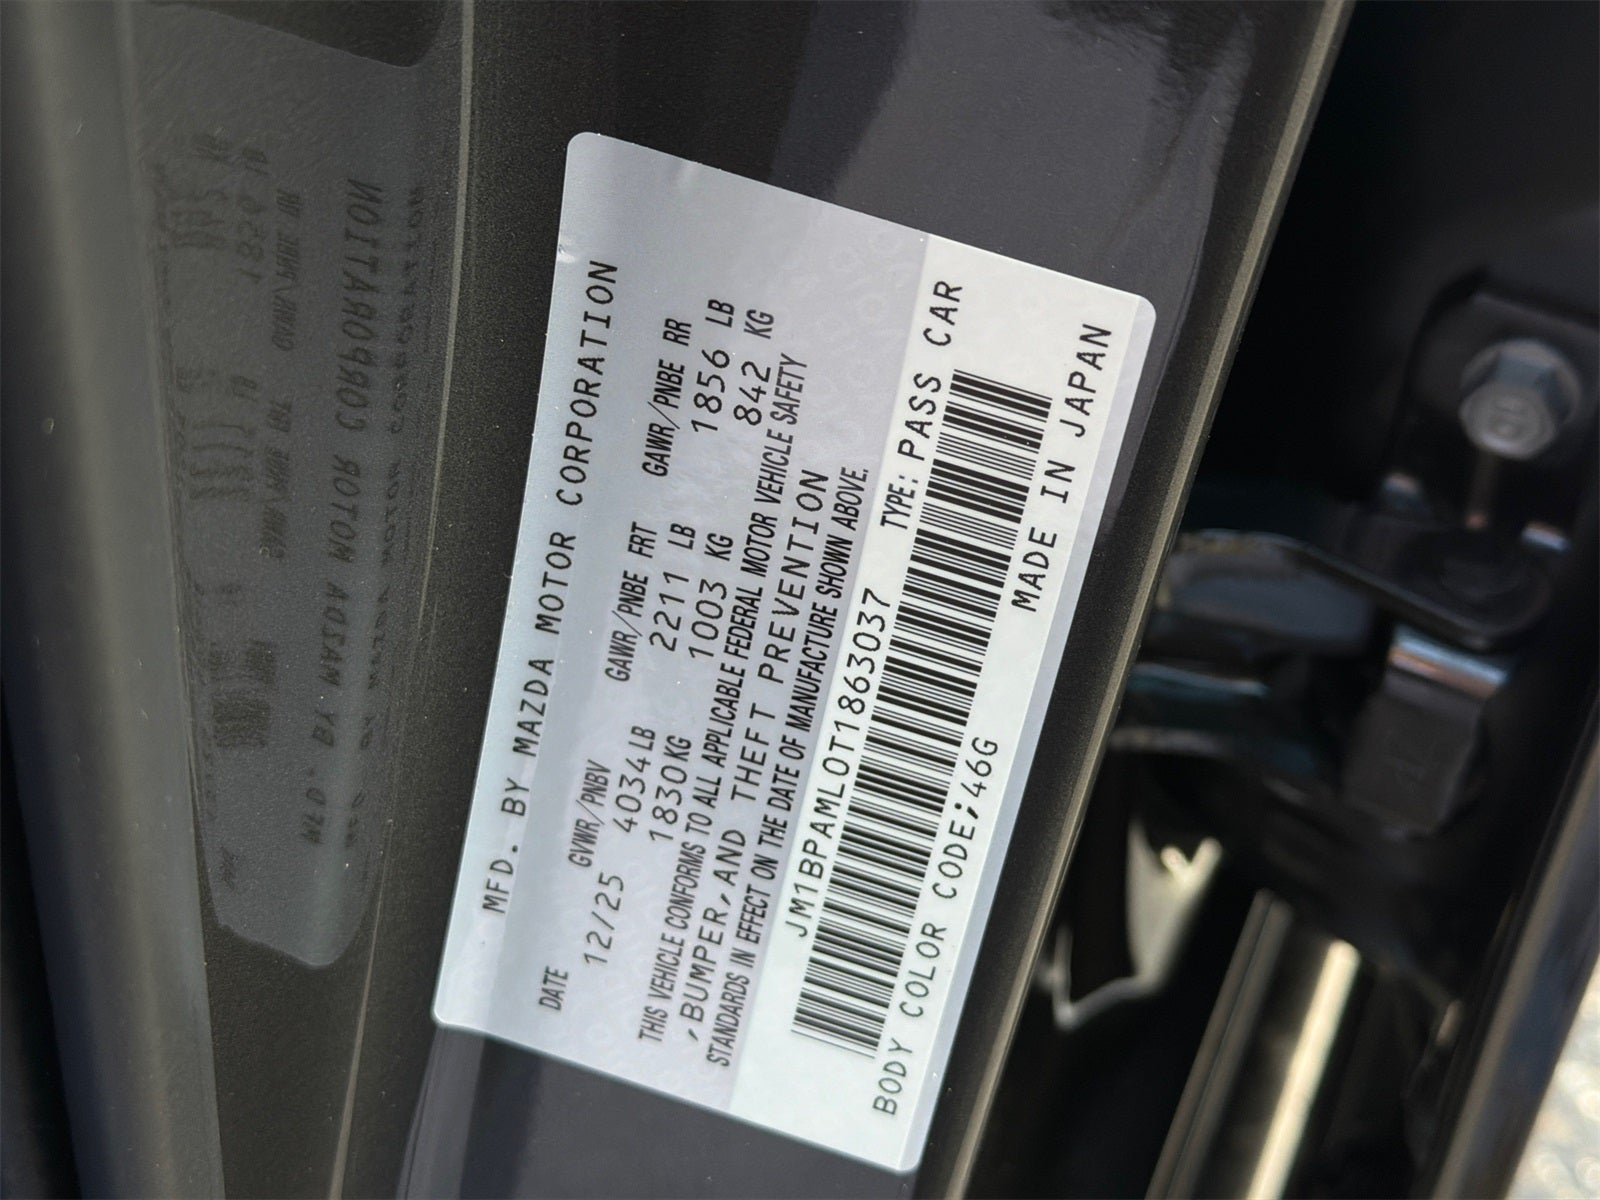 MFD. BY MAZDA MOTOR CORPORATION
DATE GVWR/PNBV GAWR/PNBE FRT GAWR/PNBE RR
12/25 4034LB 2211 LB 1856 LB
1830KG 1003 KG 842 KG
THIS VEHICLE CONFORMS TO ALL APPLICABLE FEDERAL MOTOR VEHICLE SAFETY
,BUMPER,AND THEFT PREVENTION
STANDARDS IN EFFECT ON THE DATE OF MANUFACTURE SHOWN ABOVE.
JM1BPAML0T1863037 TYPE: PASS CAR
BODY COLOR CODE;46G MADE IN JAPAN